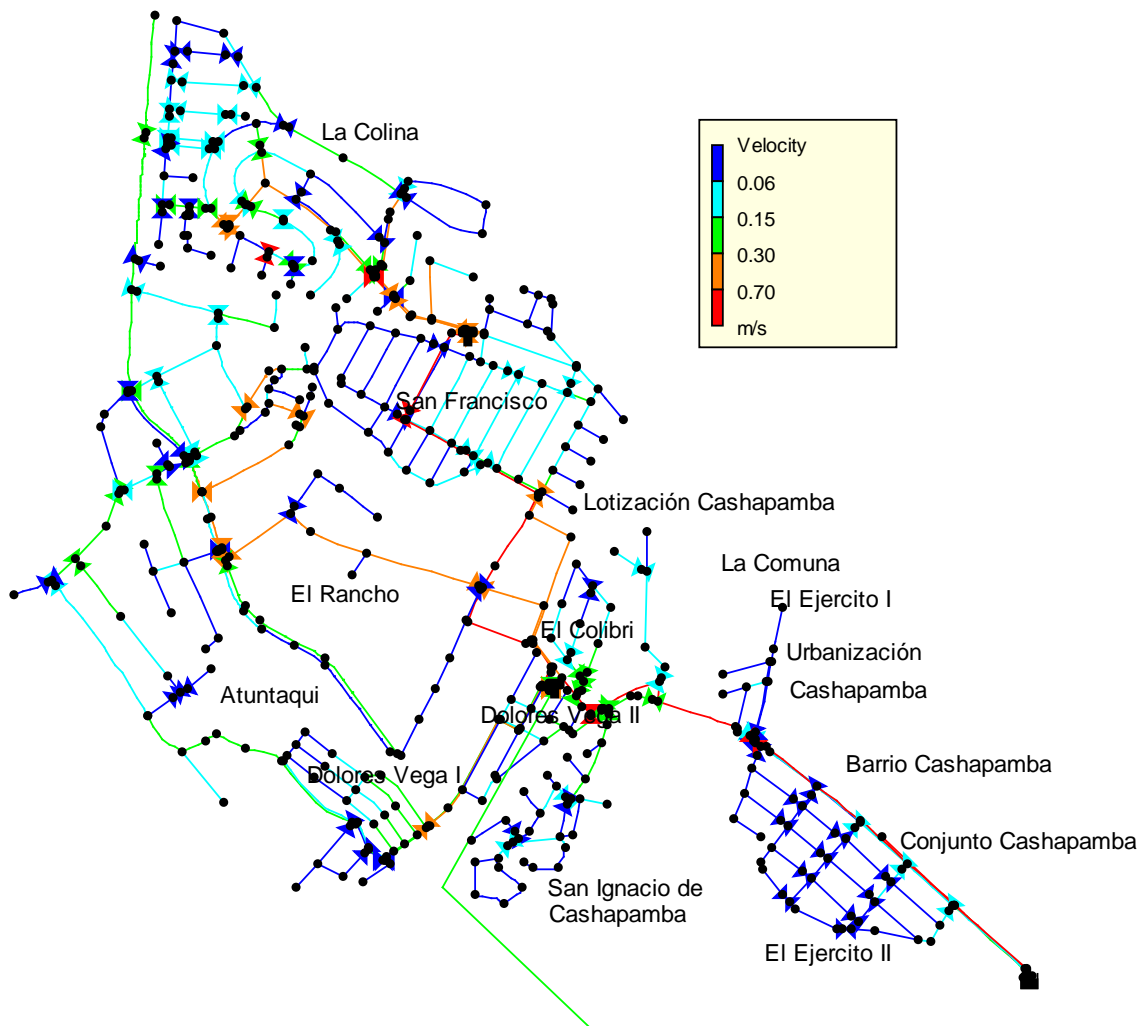 La Colina
Velocity
0.06
0.15
0.30
0.70
m/s
San Francisco
Lotización Cashapamba
La Comuna
El Rancho
El Ejercito I
El Colibri
Urbanización
Cashapamba
Atuntaqui
Dolores Vega II
Dolores Vega I
Barrio Cashapamba
Conjunto Cashapamba
San Ignacio de
Cashapamba
El Ejercito II